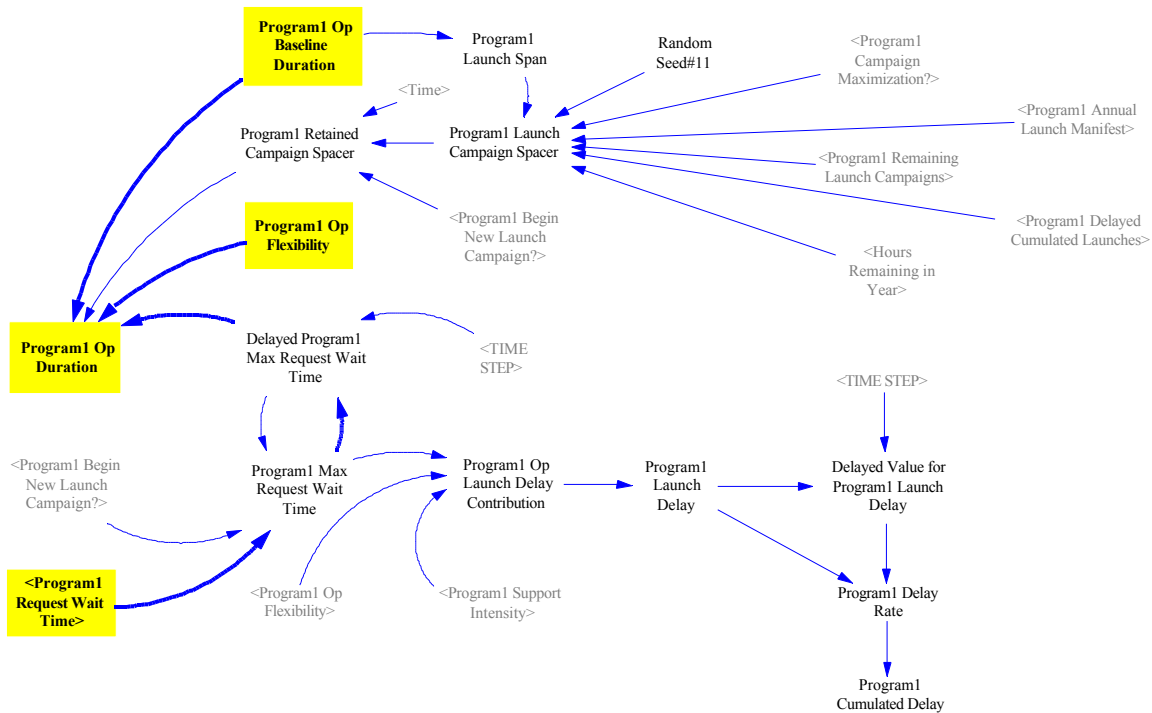 Program1 Op
Baseline
Duration
Program1
Launch Span
Random
Seed#11
<Program1
Campaign
Maximization?>
<Time>
Program1 Retained
Campaign Spacer
Program1 Launch
Campaign Spacer
<Program1 Annual
Launch Manifest>
<Program1 Remaining
Launch Campaigns>
<Program1 Begin
New Launch
Campaign?>
<Program1 Delayed
Cumulated Launches>
Program1 Op
Flexibility
<Hours
Remaining in
Year>
Program1 Op
Duration
Delayed Program1
Max Request Wait
Time
<TIME
STEP>
<TIME STEP>
<Program1 Begin
New Launch
Campaign?>
Program1 Max
Request Wait
Time
Program1 Op
Launch Delay
Contribution
Program1
Launch
Delay
Delayed Value for
Program1 Launch
Delay
<Program1
Request Wait
Time>
<Program1 Op
Flexibility>
<Program1 Support
Intensity>
Program1 Delay
Rate
Program1
Cumulated Delay